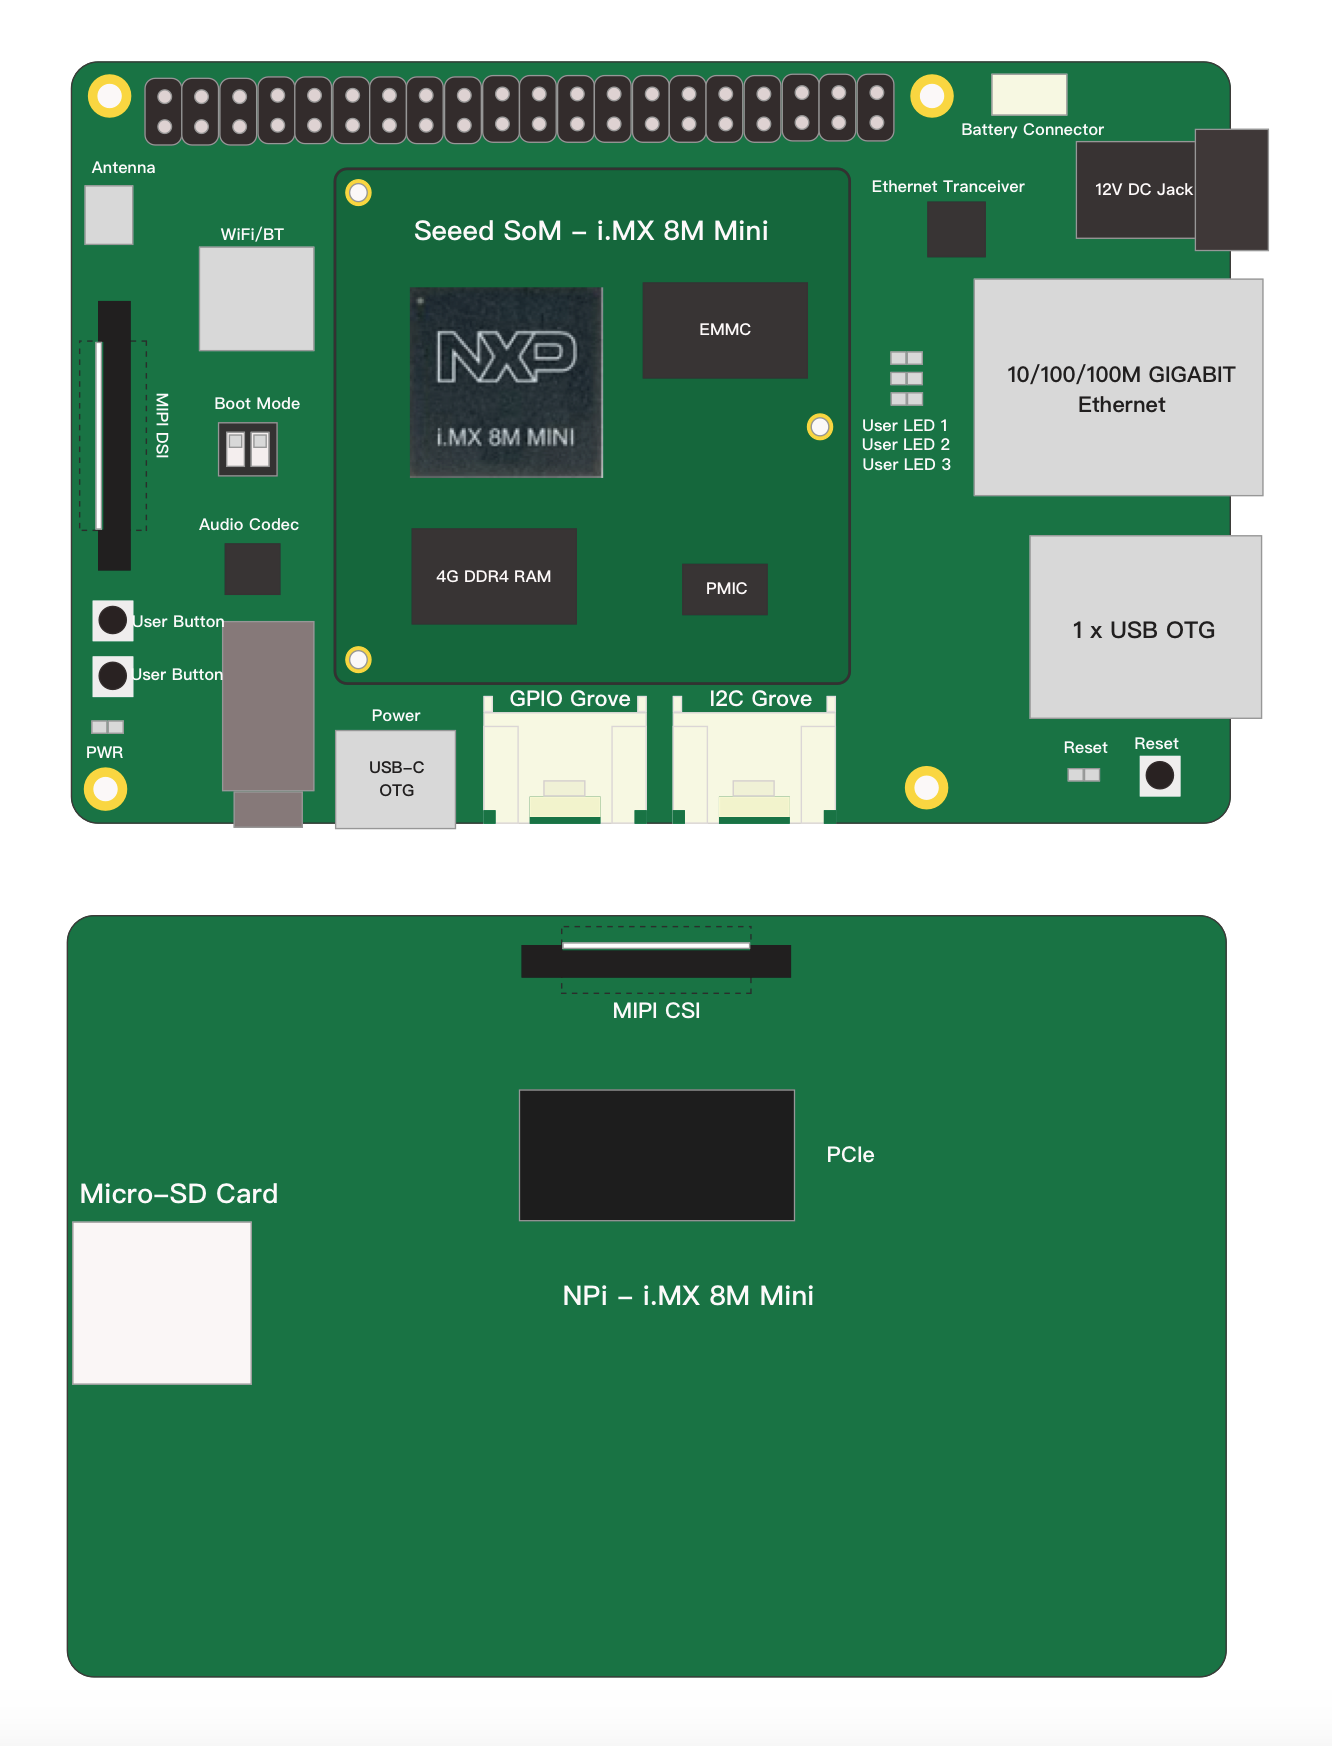 Battery Connector
Antenna
Ethernet Tranceiver
12V DC Jack
WiFi/BT
Seeed SoM – i.MX 8M Mini
NXP
i.MX 8M MINI
EMMC
10/100/100M GIGABIT
Ethernet
MIPI DSI
Boot Mode
User LED 1
User LED 2
User LED 3
Audio Codec
4G DDR4 RAM
PMIC
User Button
User Button
1 x USB OTG
GPIO Grove
I2C Grove
Power
USB–C
OTG
PWR
Reset
Reset
MIPI CSI
PCIe
Micro–SD Card
NPi – i.MX 8M Mini